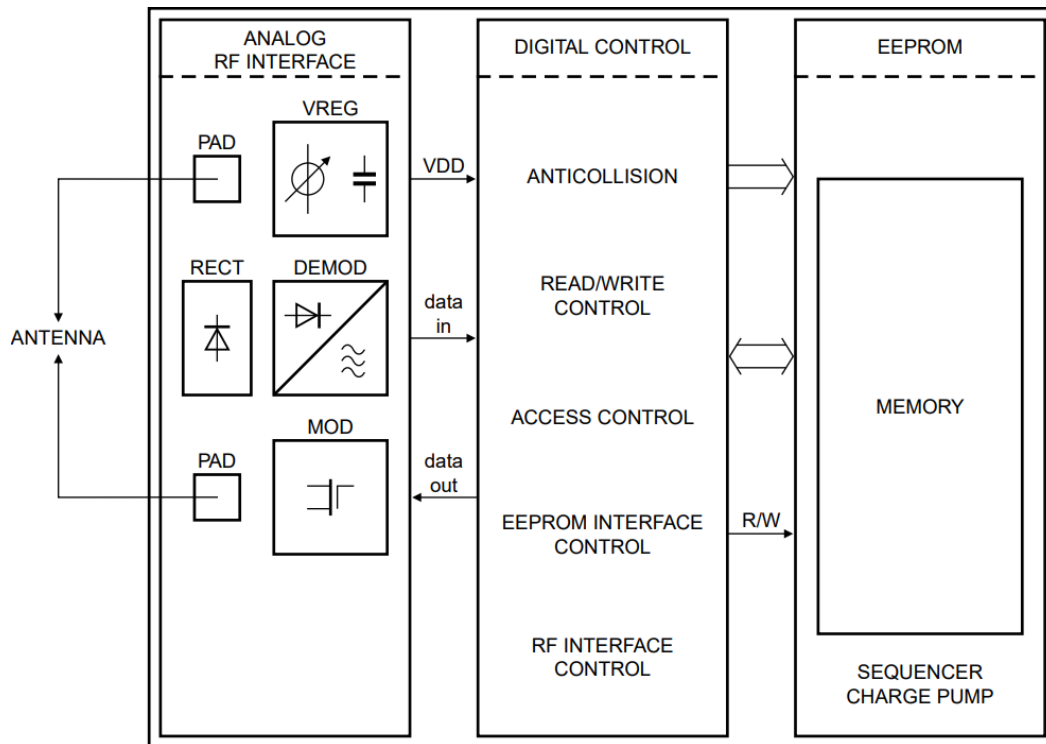 ANALOG
RF INTERFACE
VREG
PAD
RECT
DEMOD
ANTENNA
MOD
PAD
VDD
data
in
data
out
DIGITAL CONTROL
ANTICOLLISION
READ/WRITE
CONTROL
ACCESS CONTROL
EEPROM INTERFACE
CONTROL
RF INTERFACE
CONTROL
R/W
EEPROM
MEMORY
SEQUENCER
CHARGE PUMP